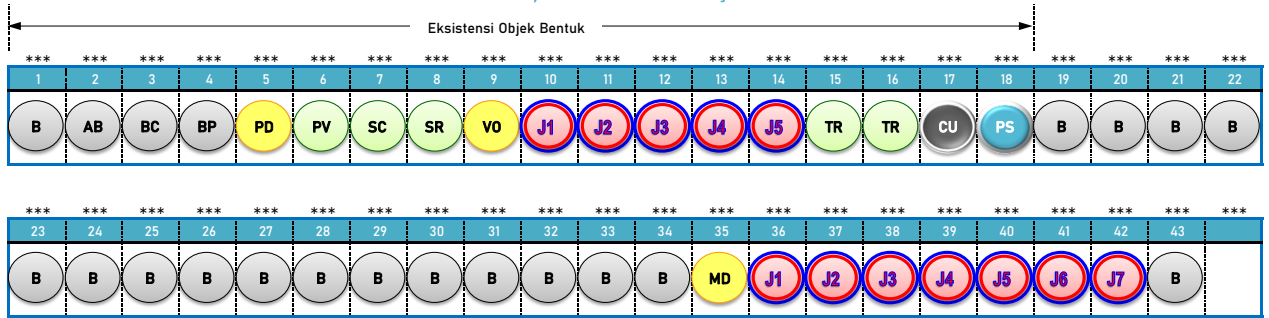 Eksistensi Objek Bentuk
*** *** *** *** *** *** *** *** *** *** *** *** *** *** *** *** *** *** *** *** *** ***
1 2 3 4 5 6 7 8 9 10 11 12 13 14 15 16 17 18 19 20 21 22
B AB BC BP PD PV SC SR VO J1 J2 J3 J4 J5 TR TR CU PS B B B B
*** *** *** *** *** *** *** *** *** *** *** *** *** *** *** *** *** *** *** *** *** ***
23 24 25 26 27 28 29 30 31 32 33 34 35 36 37 38 39 40 41 42 43
B B B B B B B B B B B B MD J1 J2 J3 J4 J5 J6 J7 B